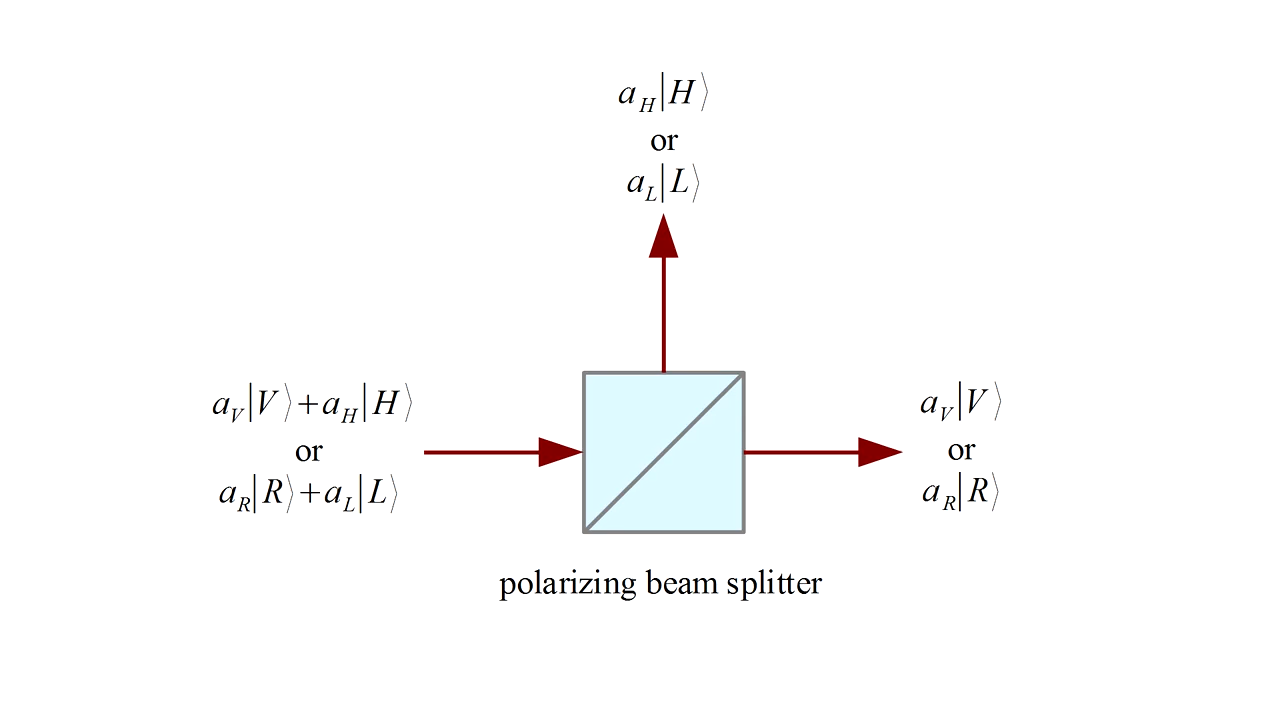 a_H|H⟩
or
a_L|L⟩
a_V|V⟩+a_H|H⟩
or
a_R|R⟩+a_L|L⟩
a_V|V⟩
or
a_R|R⟩
polarizing beam splitter